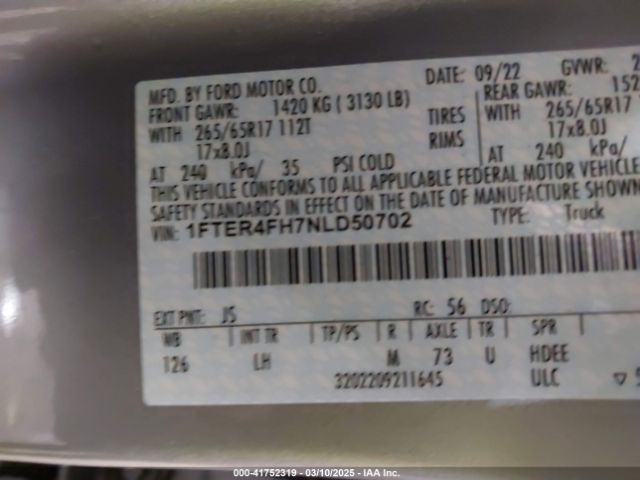 MFD. BY FORD MOTOR CO. DATE: 09/22 GVWR: 2
FRONT GAWR: 1420 KG ( 3130 LB) REAR GAWR: 152
WITH 265/65R17 112T TIRES WITH 265/65R17
17x8.0J RIMS 17x8.0J
AT 240 kPa/ 35 PSI COLD AT 240 kPa/
THIS VEHICLE CONFORMS TO ALL APPLICABLE FEDERAL MOTOR VEHICLE
SAFETY STANDARDS IN EFFECT ON THE DATE OF MANUFACTURE SHOWN
VIN: 1FTER4FH7NLD50702 TYPE: Truck
EXT PNT: JS RC: 56 DSO:
WB INT TR TP/PS R AXLE TR SPR
126 LH M 73 U HDEE
3202209211645 ULC
000-41752319 — 03/10/2025 — IAA Inc.